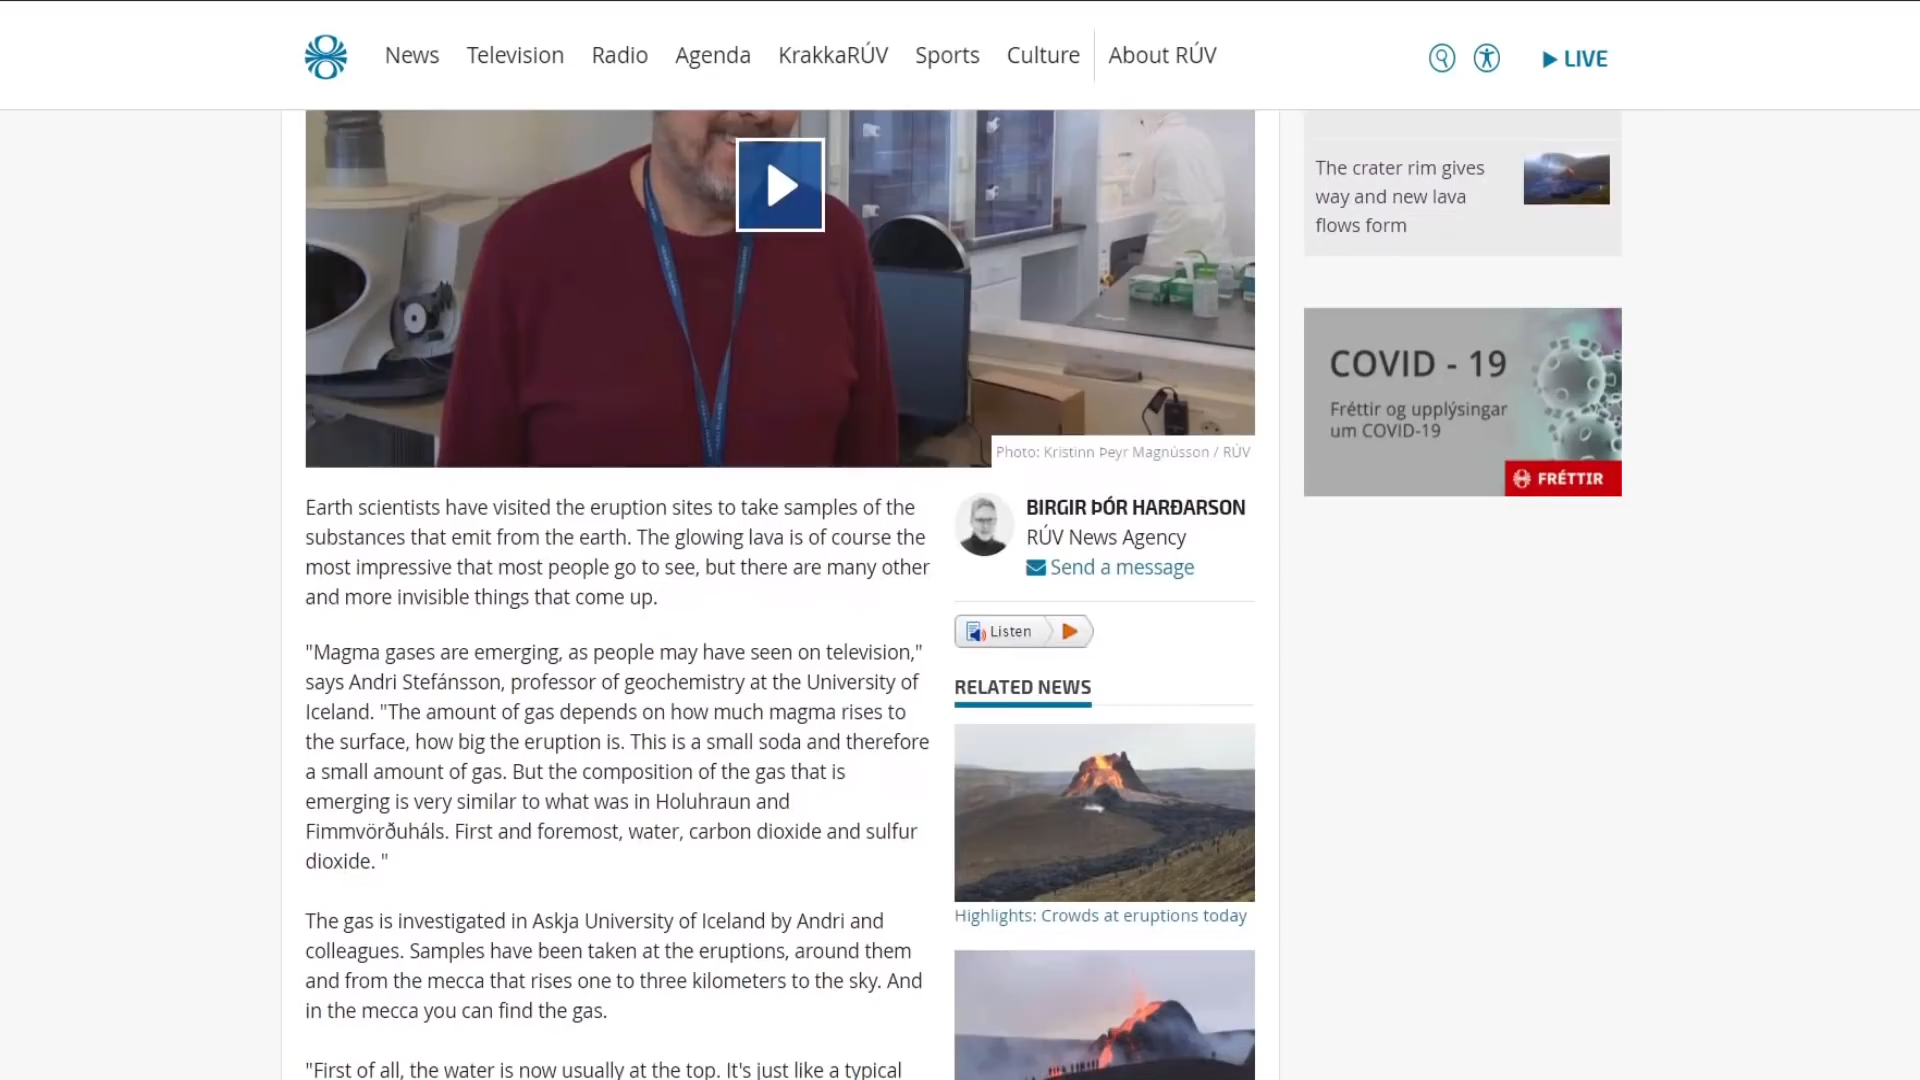 News Television Radio Agenda KrakkaRÚV Sports Culture About RÚV
LIVE
The crater rim gives
way and new lava
flows form
COVID - 19
Fréttir og upplýsingar
um COVID-19
FRÉTTIR
Photo: Kristinn Þeyr Magnússon / RÚV
Earth scientists have visited the eruption sites to take samples of the
substances that emit from the earth. The glowing lava is of course the
most impressive that most people go to see, but there are many other
and more invisible things that come up.
"Magma gases are emerging, as people may have seen on television,"
says Andri Stefánsson, professor of geochemistry at the University of
Iceland. "The amount of gas depends on how much magma rises to
the surface, how big the eruption is. This is a small soda and therefore
a small amount of gas. But the composition of the gas that is
emerging is very similar to what was in Holuhraun and
Fimmvörðuháls. First and foremost, water, carbon dioxide and sulfur
dioxide. "
The gas is investigated in Askja University of Iceland by Andri and
colleagues. Samples have been taken at the eruptions, around them
and from the mecca that rises one to three kilometers to the sky. And
in the mecca you can find the gas.
"First of all, the water is now usually at the top. It's just like a typical
BIRGIR ÞÓR HARÐARSON
RÚV News Agency
Send a message
Listen
RELATED NEWS
Highlights: Crowds at eruptions today